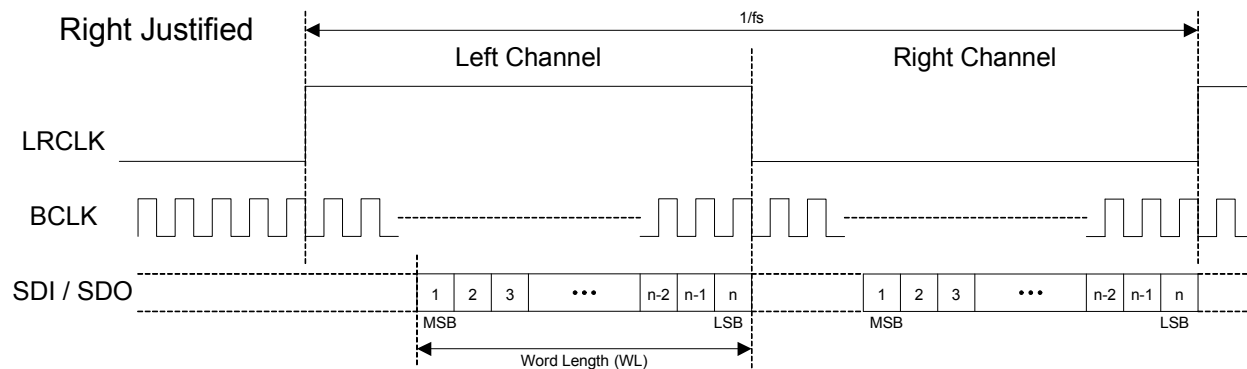 1/fs
Right Justified
Left Channel
Right Channel
LRCLK
BCLK
SDI / SDO
1 2 3 ••• n-2 n-1 n 1 2 3 ••• n-2 n-1 n
MSB LSB MSB LSB
Word Length (WL)